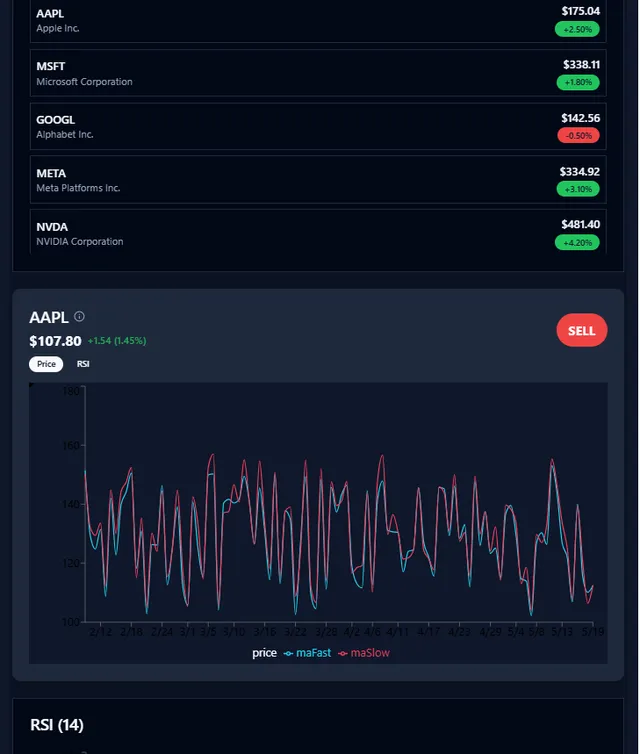 AAPL
$175.04
Apple Inc.
+2.50%
MSFT
$338.11
Microsoft Corporation
+1.80%
GOOGL
$142.56
Alphabet Inc.
-0.50%
META
$334.92
Meta Platforms Inc.
+3.10%
NVDA
$481.40
NVIDIA Corporation
+4.20%
AAPL
$107.80 +1.54 (1.45%)
SELL
Price RSI
180
160
140
120
100
2/12 2/18 2/24 3/1 3/5 3/10 3/16 3/22 3/28 4/2 4/6 4/11 4/17 4/23 4/29 5/4 5/8 5/13 5/19
price maFast maSlow
RSI (14)